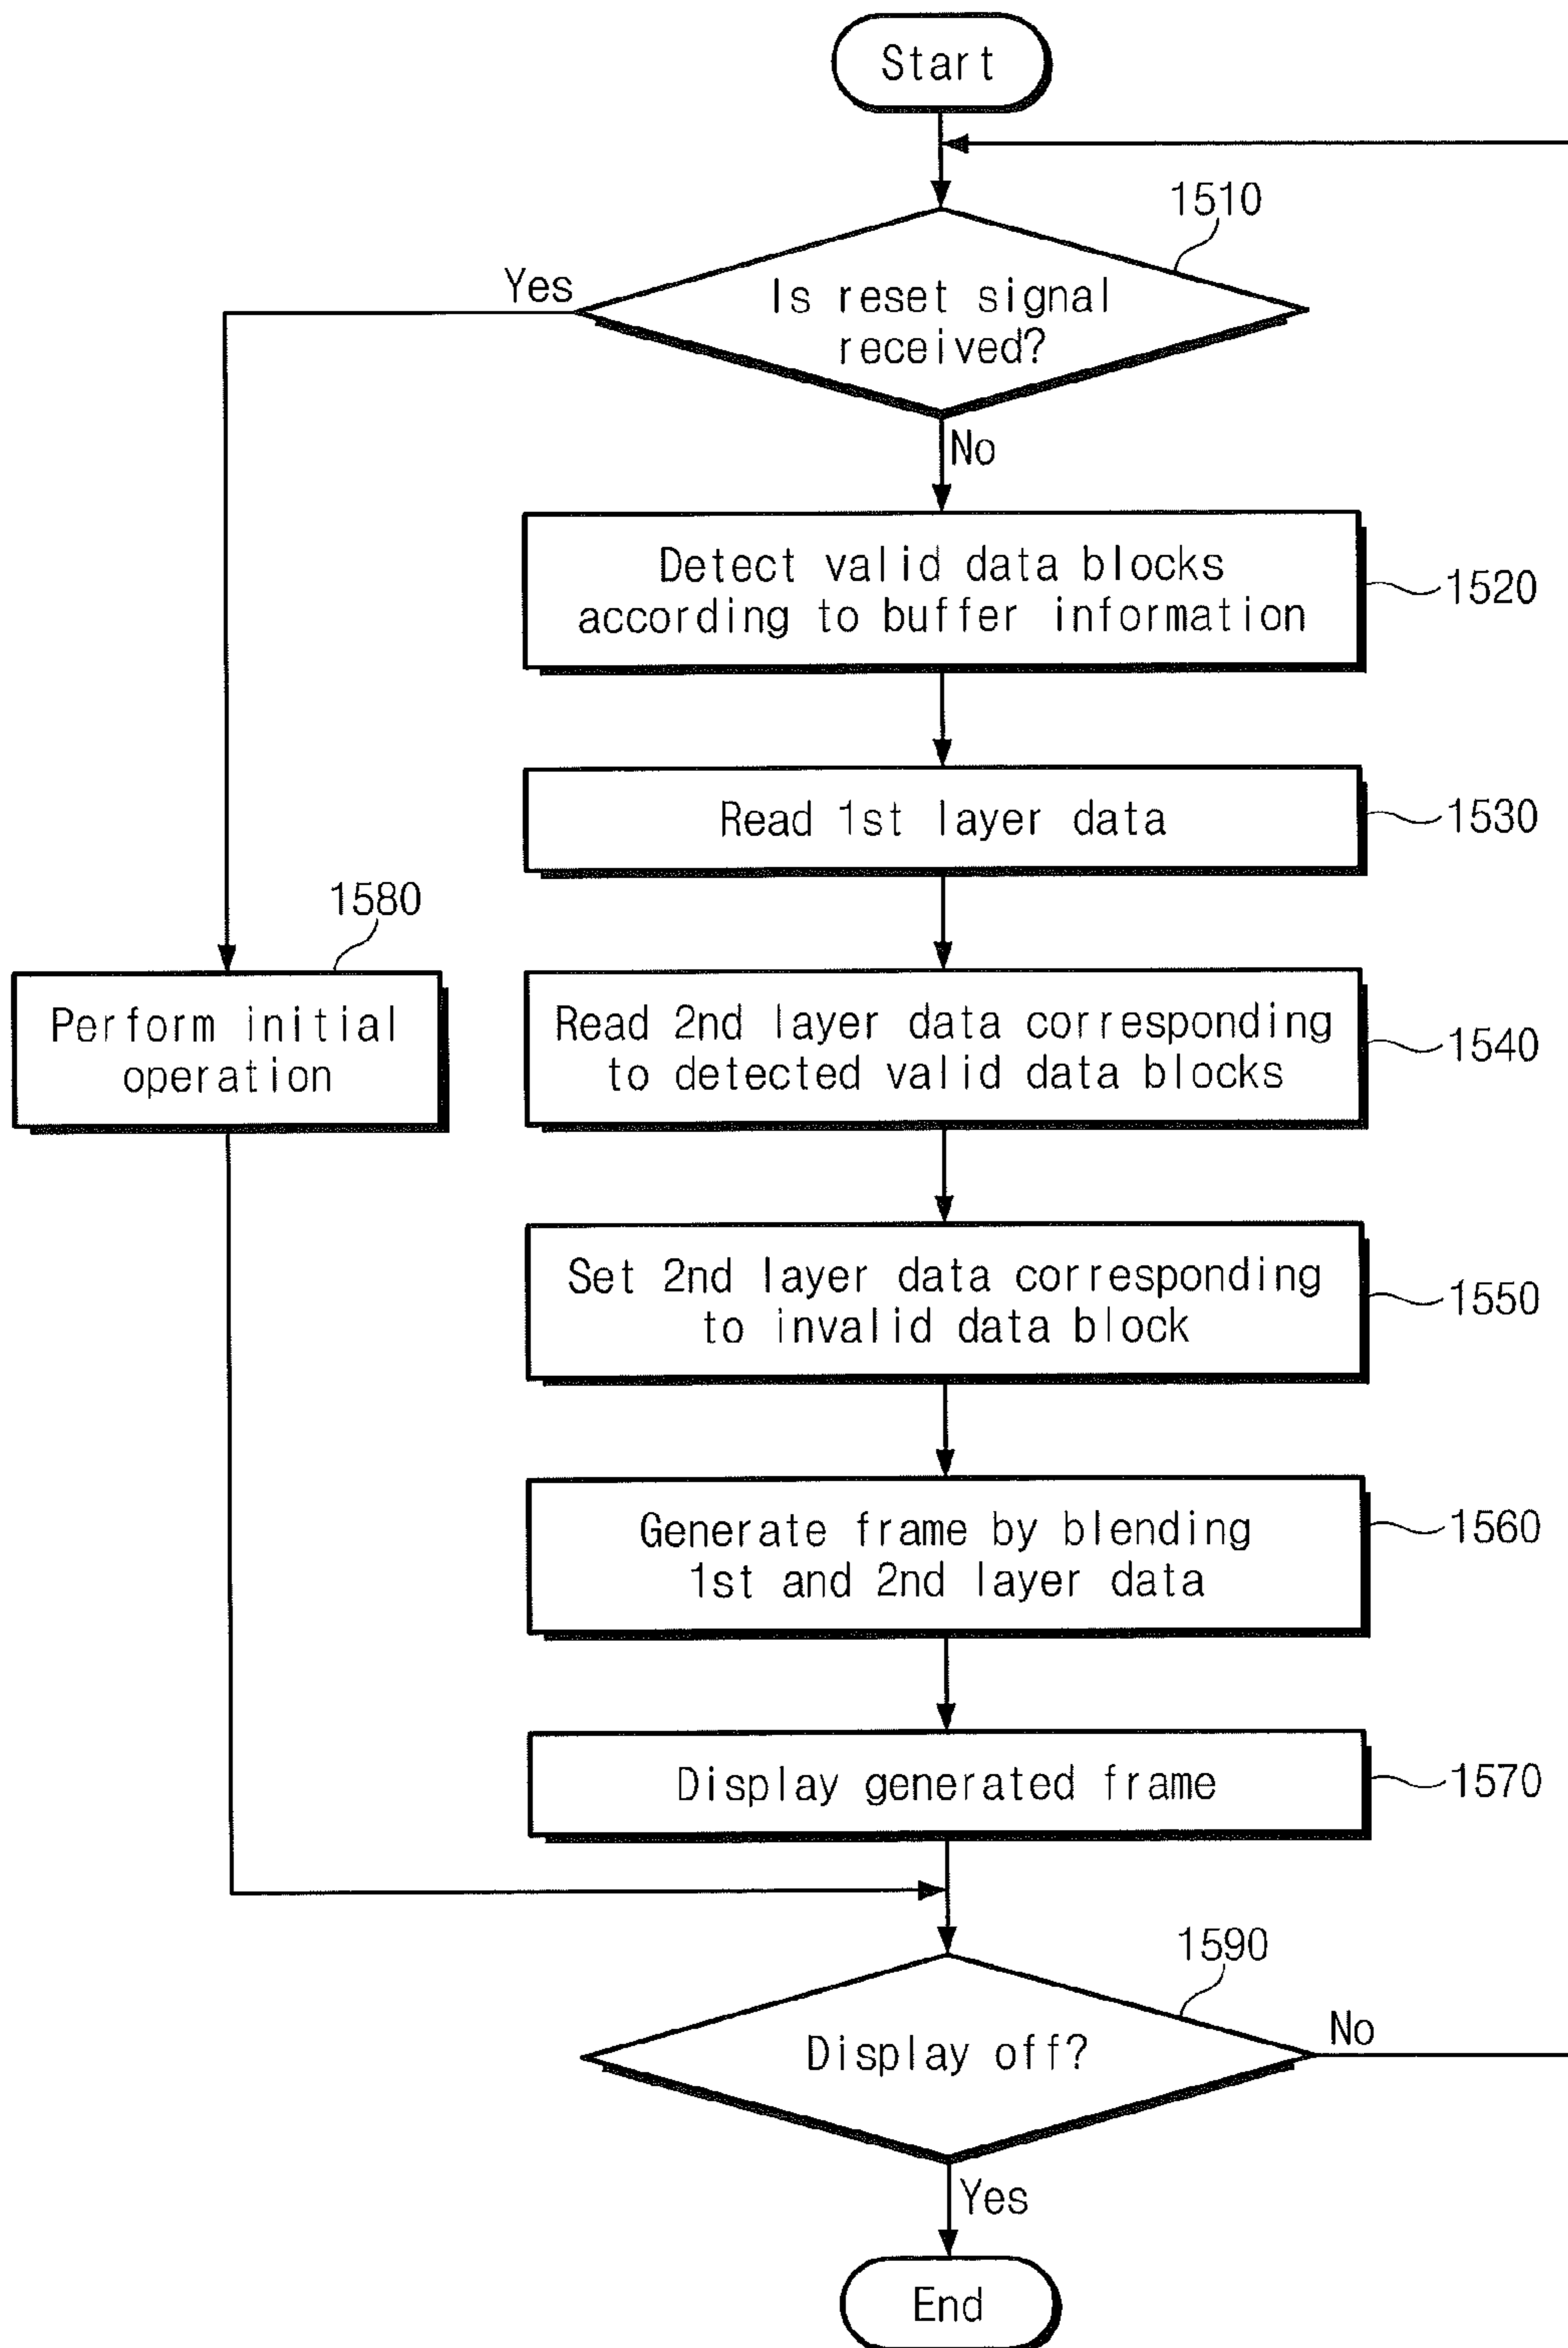 Start
1510
Yes
Is reset signal
received?
No
Detect valid data blocks
according to buffer information
1520
Read 1st layer data
1530
1580
Perform initial
operation
Read 2nd layer data corresponding
to detected valid data blocks
1540
Set 2nd layer data corresponding
to invalid data block
1550
Generate frame by blending
1st and 2nd layer data
1560
Display generated frame
1570
1590
Display off?
No
Yes
End